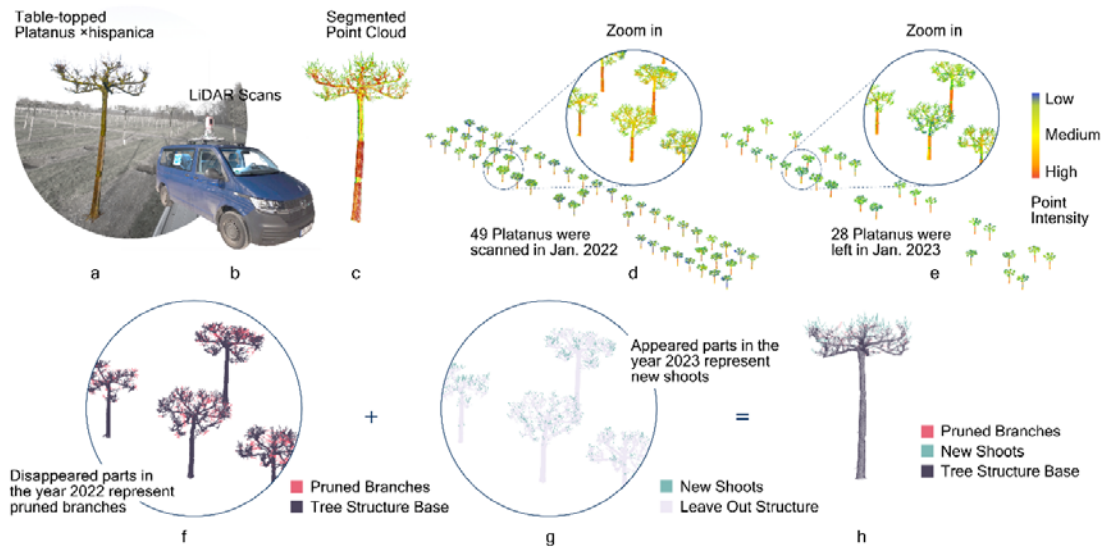 Table-topped
Platanus ×hispanica
LiDAR Scans
Segmented
Point Cloud
Zoom in
Zoom in
Low
Medium
High
Point
Intensity
49 Platanus were
scanned in Jan. 2022
28 Platanus were
left in Jan. 2023
a
b
c
d
e
Disappeared parts in
the year 2022 represent
pruned branches
Pruned Branches
Tree Structure Base
+
Appeared parts in the
year 2023 represent
new shoots
New Shoots
Leave Out Structure
=
Pruned Branches
New Shoots
Tree Structure Base
f
g
h